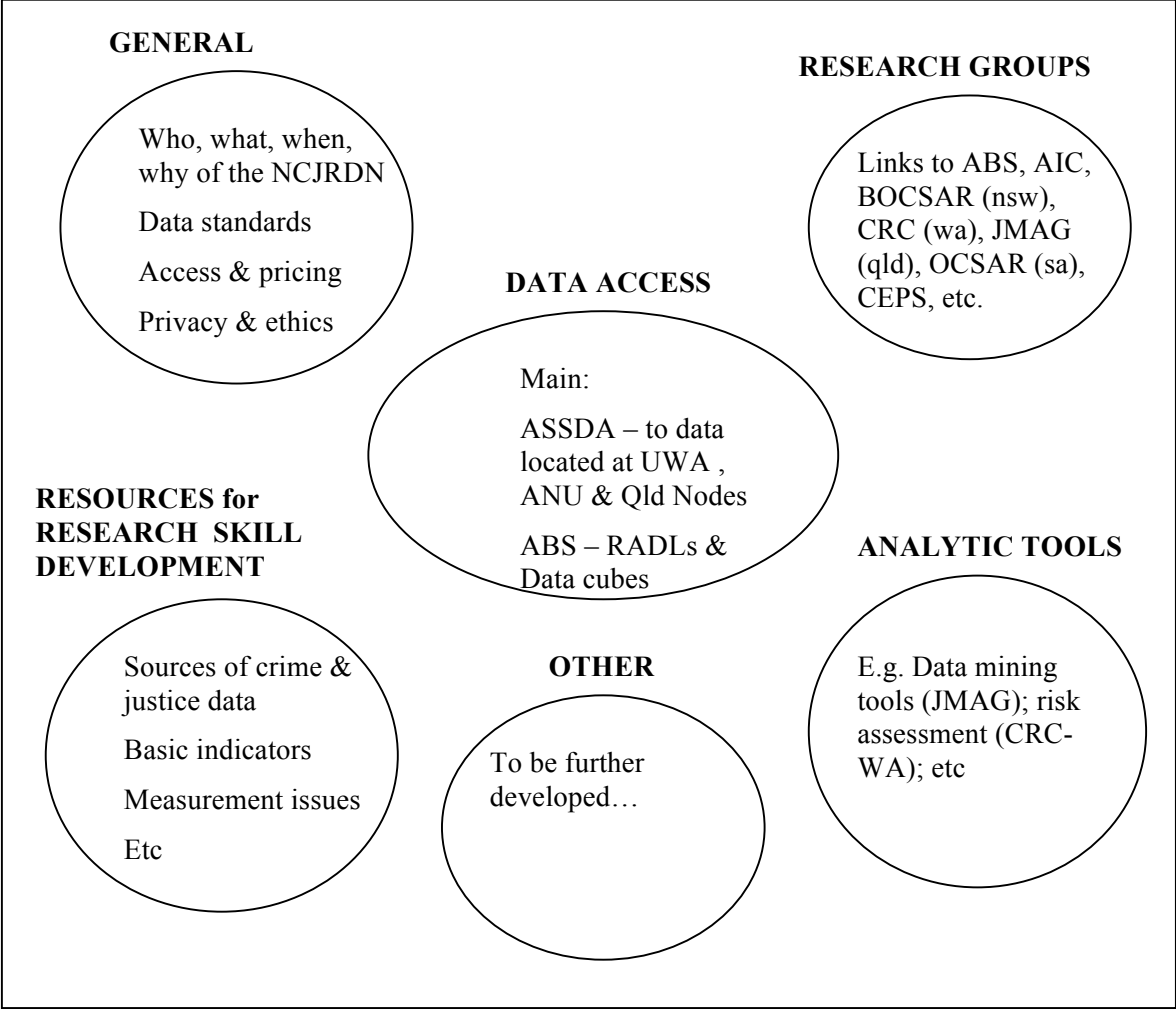 GENERAL
Who, what, when,
why of the NCJRDN
Data standards
Access & pricing
Privacy & ethics
RESEARCH GROUPS
Links to ABS, AIC,
BOCSAR (nsw),
CRC (wa), JMAG
(qld), OCSAR (sa),
CEPS, etc.
DATA ACCESS
Main:
ASSDA – to data
located at UWA ,
ANU & Qld Nodes
ABS – RADLs &
Data cubes
RESOURCES for
RESEARCH SKILL
DEVELOPMENT
Sources of crime &
justice data
Basic indicators
Measurement issues
Etc
OTHER
To be further
developed…
ANALYTIC TOOLS
E.g. Data mining
tools (JMAG); risk
assessment (CRC-
WA); etc